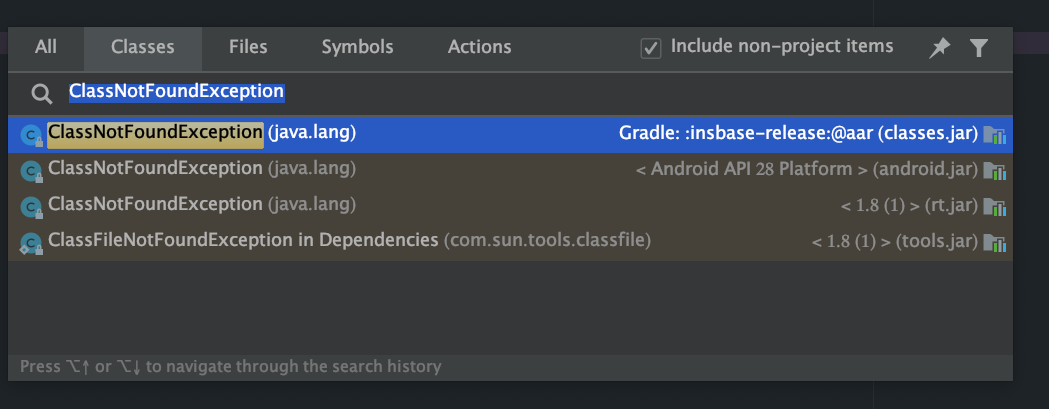 All Classes Files Symbols Actions Include non-project items
ClassNotFoundException
ClassNotFoundException (java.lang) Gradle: :insbase-release:@aar (classes.jar)
ClassNotFoundException (java.lang) < Android API 28 Platform > (android.jar)
ClassNotFoundException (java.lang) < 1.8 (1) > (rt.jar)
ClassFileNotFoundException in Dependencies (com.sun.tools.classfile) < 1.8 (1) > (tools.jar)
Press ⌥↑ or ⌥↓ to navigate through the search history